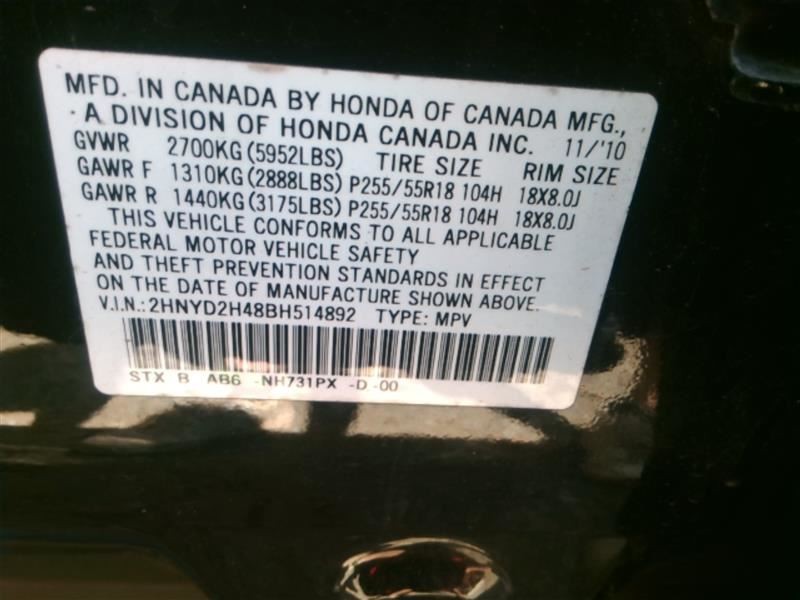 MFD. IN CANADA BY HONDA OF CANADA MFG.,
A DIVISION OF HONDA CANADA INC. 11/'10
GVWR 2700KG(5952LBS) TIRE SIZE RIM SIZE
GAWR F 1310KG(2888LBS) P255/55R18 104H 18X8.0J
GAWR R 1440KG(3175LBS) P255/55R18 104H 18X8.0J
THIS VEHICLE CONFORMS TO ALL APPLICABLE
FEDERAL MOTOR VEHICLE SAFETY
AND THEFT PREVENTION STANDARDS IN EFFECT
ON THE DATE OF MANUFACTURE SHOWN ABOVE.
V.I.N.:2HNYD2H48BH514892 TYPE: MPV
STX B AB6 -NH731PX -D-00